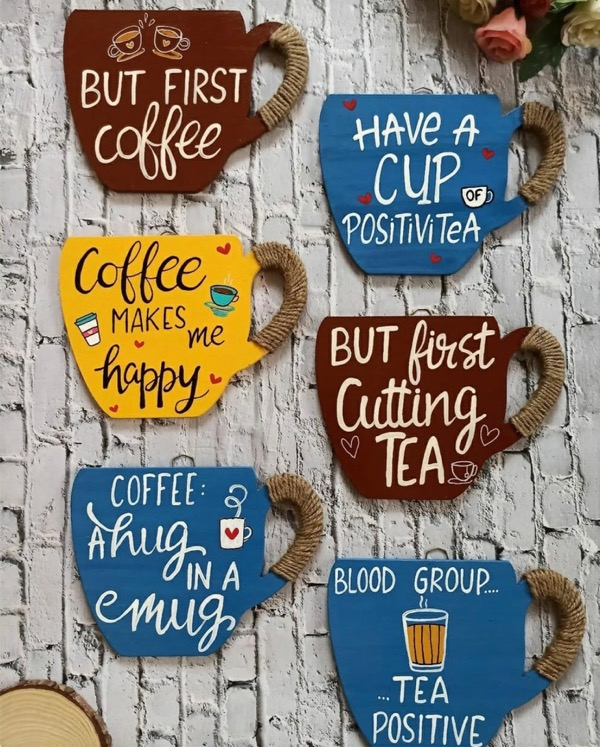 BUT FIRST
coffee
HAVE A
CUP
OF
POSITIVITEA
Coffee
MAKES
me
happy
BUT first
Cutting
TEA
COFFEE:
A hug
IN A
mug
BLOOD GROUP....
...TEA
POSITIVE